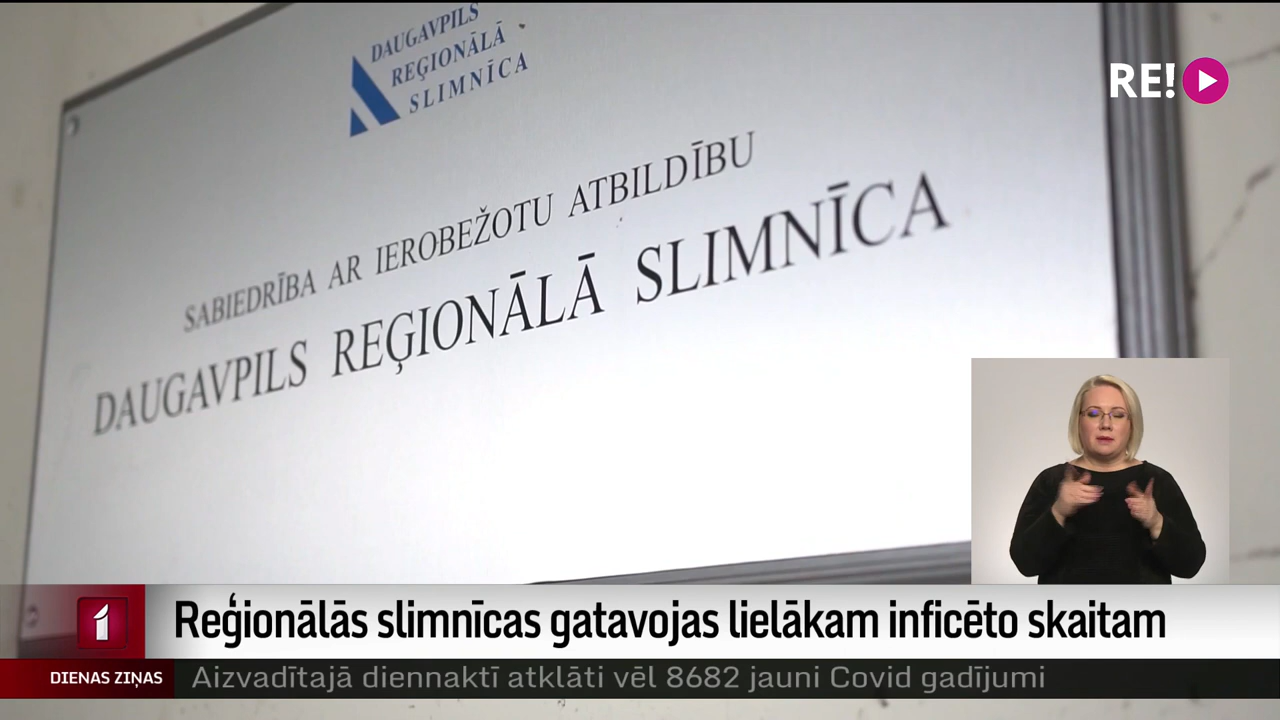 DAUGAVPILS
REĢIONĀLĀ
SLIMNĪCA
RE!
SABIEDRĪBA AR IEROBEŽOTU ATBILDĪBU
DAUGAVPILS REĢIONĀLĀ SLIMNĪCA
1
Reģionālās slimnīcas gatavojas lielākam inficēto skaitam
DIENAS ZIŅAS
Aizvadītajā diennaktī atklāti vēl 8682 jauni Covid gadījumi